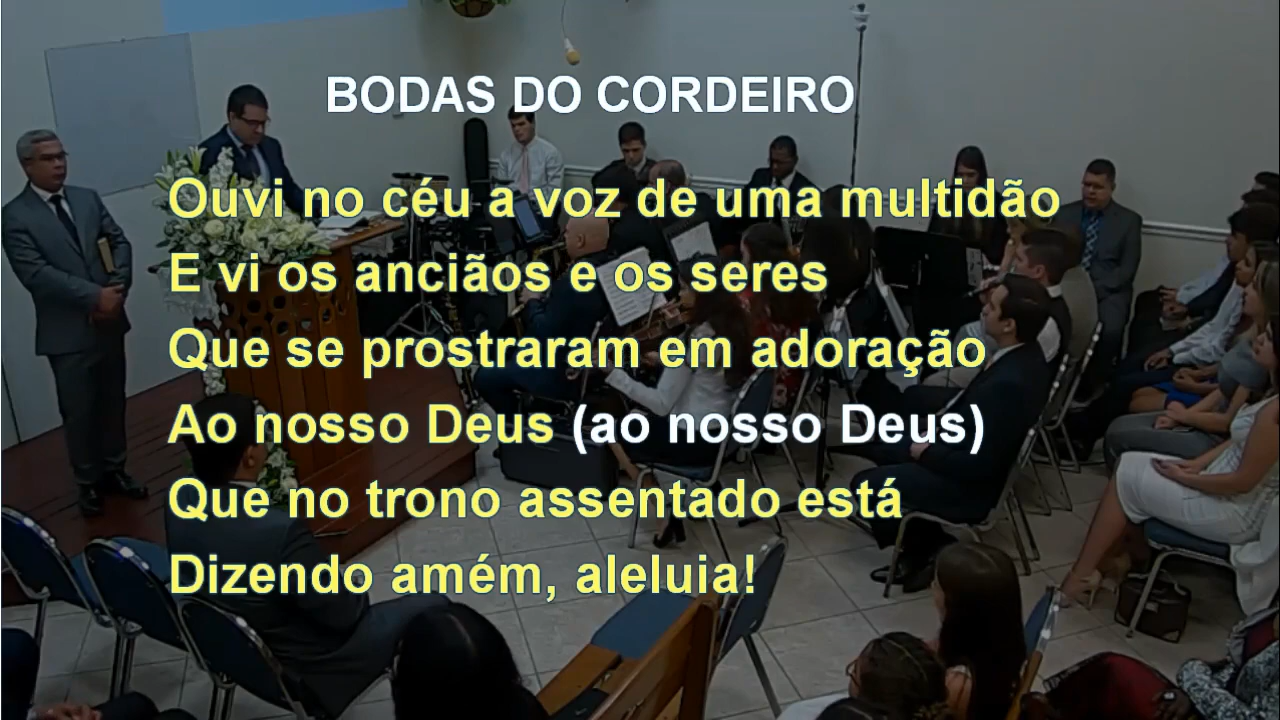 BODAS DO CORDEIRO
Ouvi no céu a voz de uma multidão
E vi os anciãos e os seres
Que se prostraram em adoração
Ao nosso Deus (ao nosso Deus)
Que no trono assentado está
Dizendo amém, aleluia!